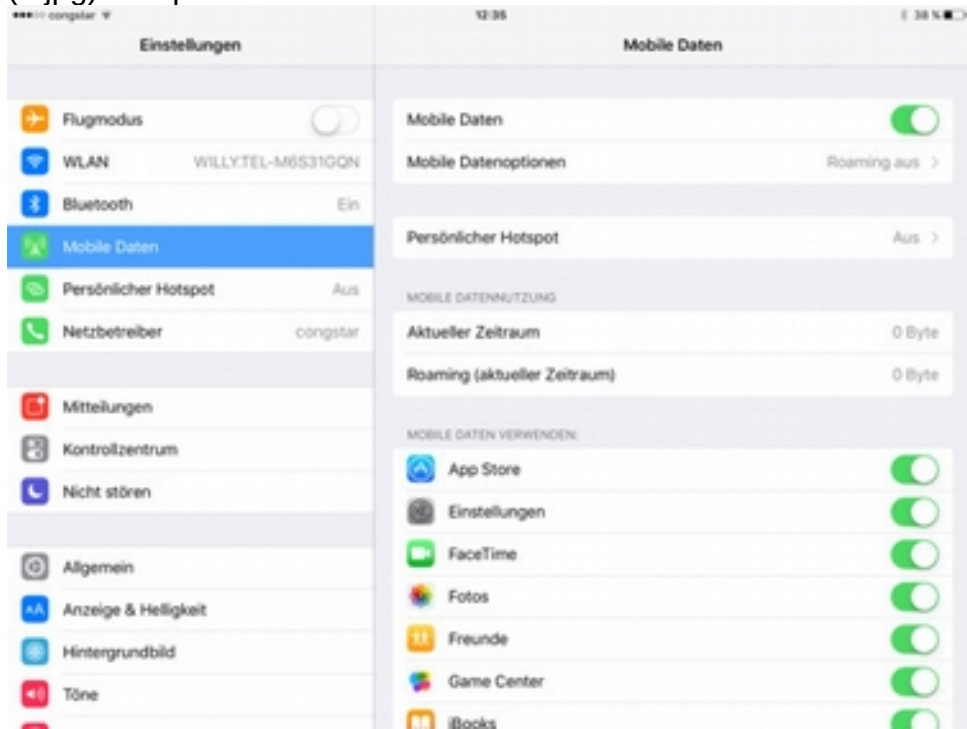 congstar
12:35
38 %
Einstellungen
Mobile Daten
Flugmodus
WLAN WILLY.TEL-M6S31GQN
Bluetooth Ein
Mobile Daten
Persönlicher Hotspot Aus
Netzbetreiber congstar
Mitteilungen
Kontrollzentrum
Nicht stören
Allgemein
AA Anzeige & Helligkeit
Hintergrundbild
Töne
Mobile Daten
Mobile Datenoptionen Roaming aus >
Persönlicher Hotspot Aus >
MOBILE DATENNUTZUNG
Aktueller Zeitraum 0 Byte
Roaming (aktueller Zeitraum) 0 Byte
MOBILE DATEN VERWENDEN:
App Store
Einstellungen
FaceTime
Fotos
Freunde
Game Center
iBooks